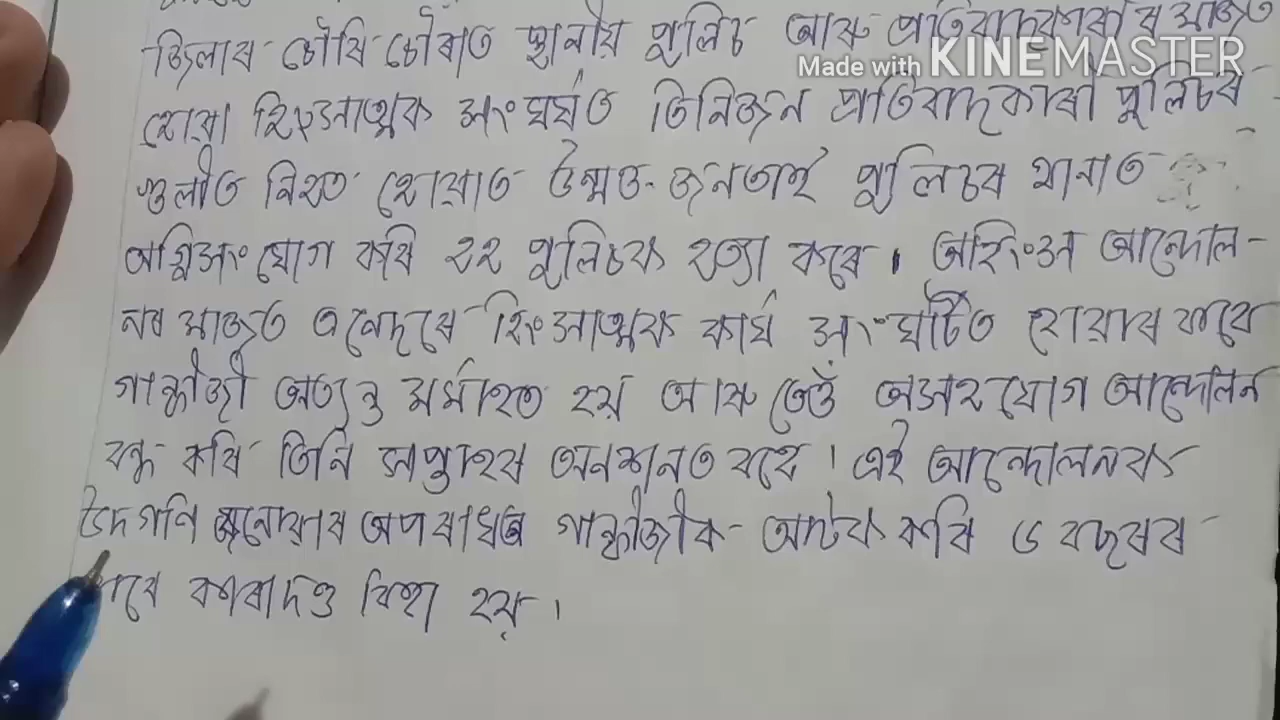 জিলাৰ চৌৰি চৌৰাত স্থানীয় পুলিচ আৰু প্ৰতিবাদকাৰীৰ মাজত
Made with KINEMASTER
হোৱা হিংসাত্মক সংঘৰ্ষত তিনিজন প্ৰতিবাদকাৰী পুলিচৰ
গুলীত নিহত হোৱাত উন্মত্ত জনতাই পুলিচৰ থানাত
অগ্নিসংযোগ কৰি ২২ পুলিচক হত্যা কৰে। অহিংস আন্দোল-
নৰ মাজত এনেদৰে হিংসাত্মক কাৰ্য সংঘটিত হোৱাৰ বাবে
গান্ধীজী অত্যন্ত মৰ্মাহত হয় আৰু তেওঁ অসহযোগ আন্দোলন
বন্ধ কৰি তিনি সপ্তাহৰ অনশনত বহে। এই আন্দোলনক
উদগনি জনোৱাৰ অপৰাধত গান্ধীজীক আটক কৰি ৬ বছৰৰ
বাবে কাৰাদণ্ড বিহা হয়।